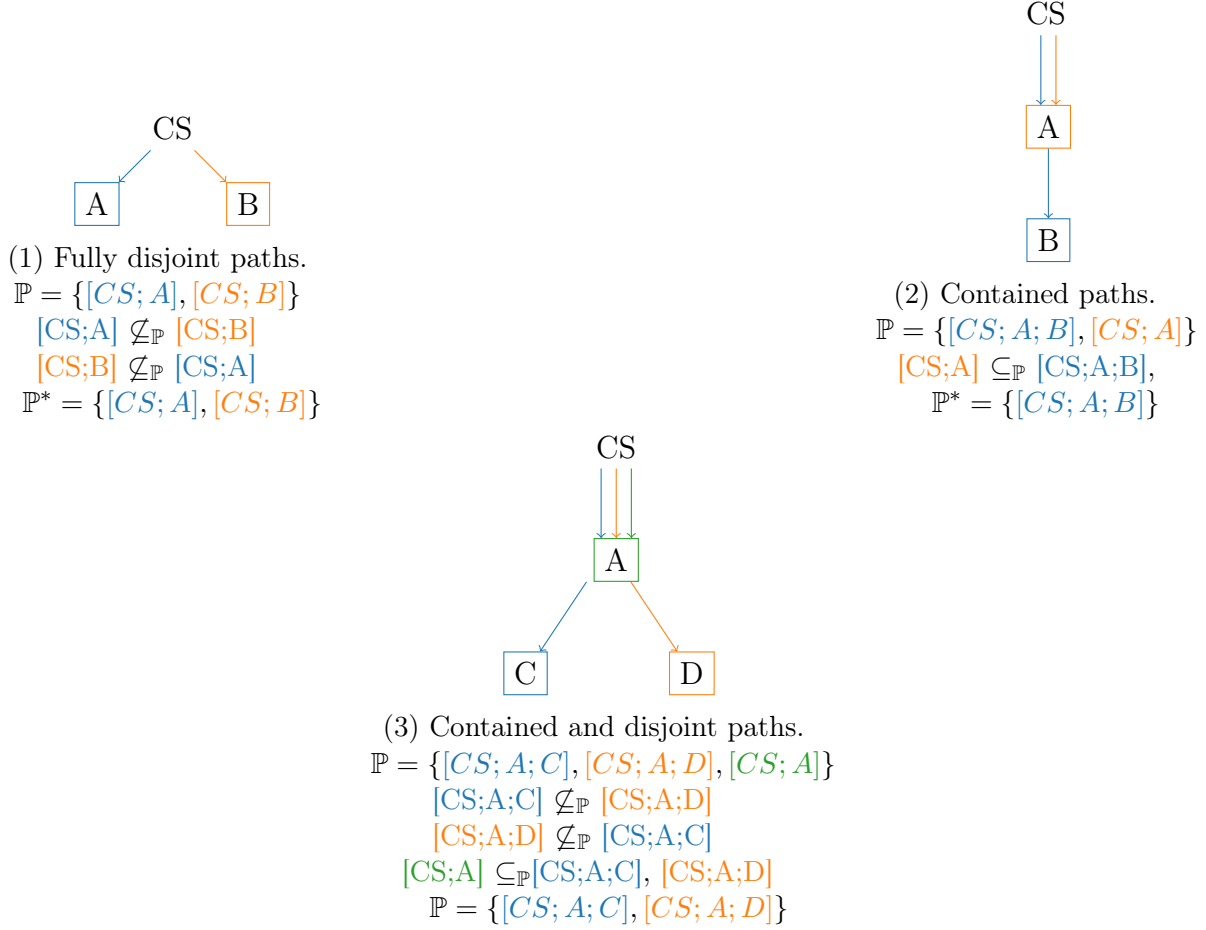 CS
A B
(1) Fully disjoint paths.
ℙ = {[CS; A], [CS; B]}
[CS;A] ⊈ℙ [CS;B]
[CS;B] ⊈ℙ [CS;A]
ℙ* = {[CS; A], [CS; B]}
CS
A
B
(2) Contained paths.
ℙ = {[CS; A; B], [CS; A]}
[CS;A] ⊆ℙ [CS;A;B],
ℙ* = {[CS; A; B]}
CS
A
C D
(3) Contained and disjoint paths.
ℙ = {[CS; A; C], [CS; A; D], [CS; A]}
[CS;A;C] ⊈ℙ [CS;A;D]
[CS;A;D] ⊈ℙ [CS;A;C]
[CS;A] ⊆ℙ[CS;A;C], [CS;A;D]
ℙ = {[CS; A; C], [CS; A; D]}